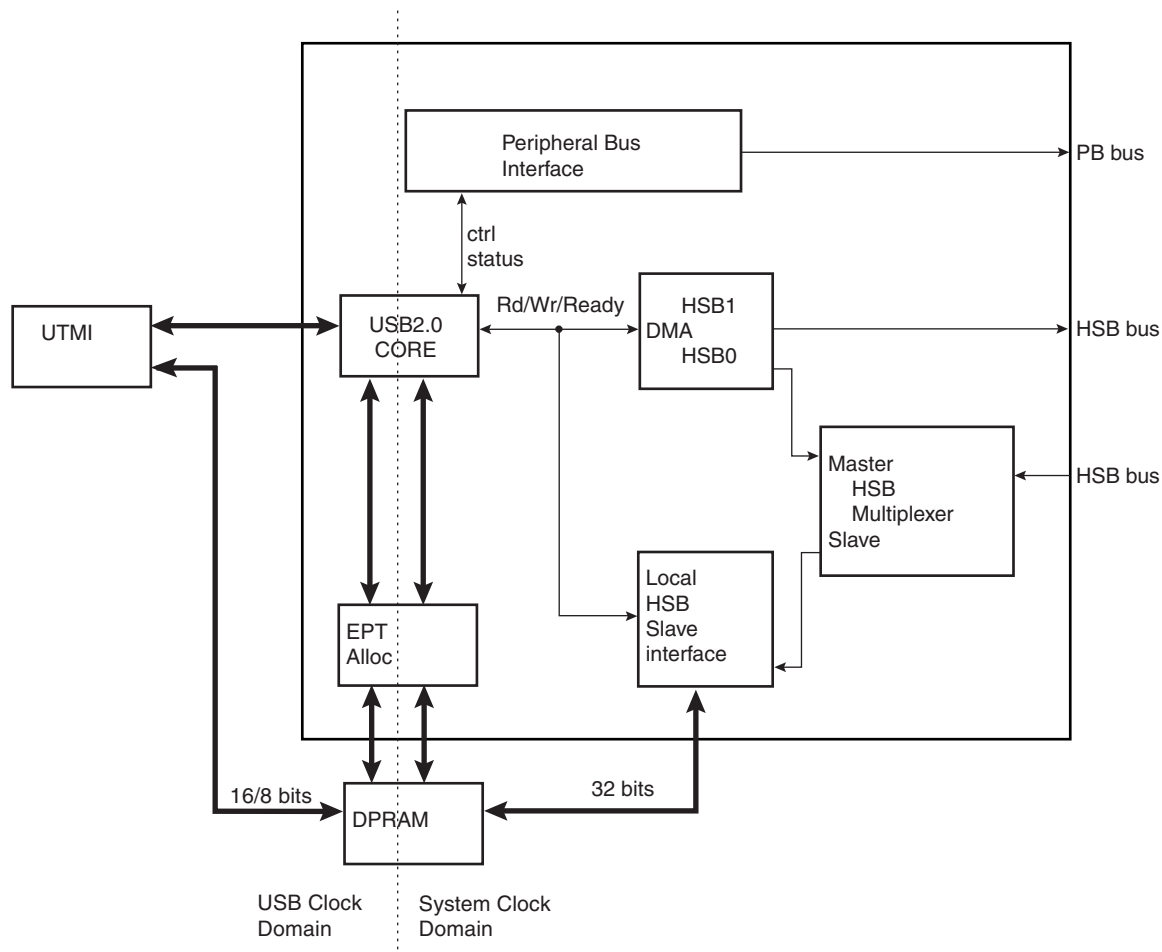 Peripheral Bus
Interface
PB bus
ctrl
status
UTMI
USB2.0
CORE
Rd/Wr/Ready
HSB1
DMA
HSB0
HSB bus
Master
HSB
Multiplexer
Slave
HSB bus
Local
HSB
Slave
interface
EPT
Alloc
16/8 bits
DPRAM
32 bits
USB Clock
Domain
System Clock
Domain